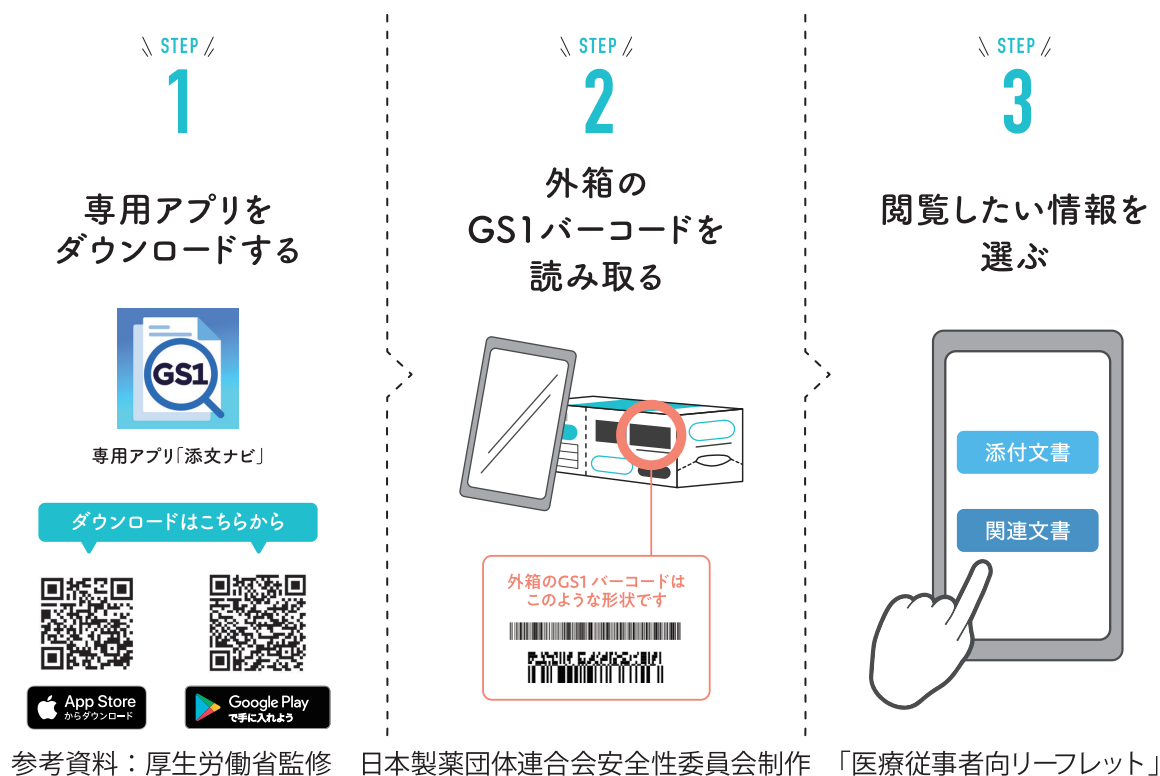 STEP
1
専用アプリを
ダウンロードする
GS1
専用アプリ「添文ナビ」
ダウンロードはこちらから
App Store
からダウンロード
Google Play
で手に入れよう
STEP
2
外箱の
GS1バーコードを
読み取る
外箱のGS1バーコードは
このような形状です
STEP
3
閲覧したい情報を
選ぶ
添付文書
関連文書
参考資料：厚生労働省監修　日本製薬団体連合会安全性委員会制作　「医療従事者向リーフレット」